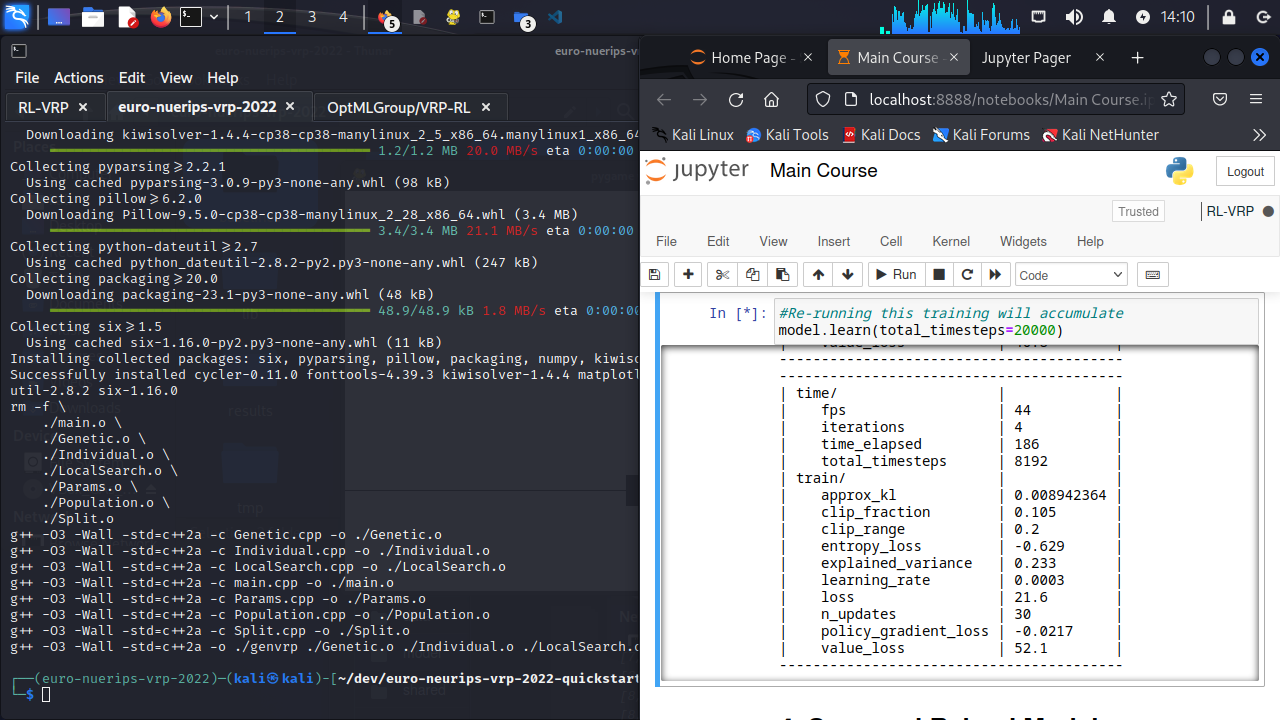 1 2 3 4 5 3 14:10
euro-nuerips-v
File Actions Edit View Help
RL-VRP × euro-nuerips-vrp-2022 × OptMLGroup/VRP-RL ×
Downloading kiwisolver-1.4.4-cp38-cp38-manylinux_2_5_x86_64.manylinux1_x86_64
1.2/1.2 MB 20.0 MB/s eta 0:00:00
Collecting pyparsing>=2.2.1
Using cached pyparsing-3.0.9-py3-none-any.whl (98 kB)
Collecting pillow>=6.2.0
Downloading Pillow-9.5.0-cp38-cp38-manylinux_2_28_x86_64.whl (3.4 MB)
3.4/3.4 MB 21.1 MB/s eta 0:00:00
Collecting python-dateutil>=2.7
Using cached python_dateutil-2.8.2-py2.py3-none-any.whl (247 kB)
Collecting packaging>=20.0
Downloading packaging-23.1-py3-none-any.whl (48 kB)
48.9/48.9 kB 1.8 MB/s eta 0:00:00
Collecting six>=1.5
Using cached six-1.16.0-py2.py3-none-any.whl (11 kB)
Installing collected packages: six, pyparsing, pillow, packaging, numpy, kiwiso
Successfully installed cycler-0.11.0 fonttools-4.39.3 kiwisolver-1.4.4 matplotl
util-2.8.2 six-1.16.0
rm -f \
./main.o \
./Genetic.o \
./Individual.o \
./LocalSearch.o \
./Params.o \
./Population.o \
./Split.o
g++ -O3 -Wall -std=c++2a -c Genetic.cpp -o ./Genetic.o
g++ -O3 -Wall -std=c++2a -c Individual.cpp -o ./Individual.o
g++ -O3 -Wall -std=c++2a -c LocalSearch.cpp -o ./LocalSearch.o
g++ -O3 -Wall -std=c++2a -c main.cpp -o ./main.o
g++ -O3 -Wall -std=c++2a -c Params.cpp -o ./Params.o
g++ -O3 -Wall -std=c++2a -c Population.cpp -o ./Population.o
g++ -O3 -Wall -std=c++2a -c Split.cpp -o ./Split.o
g++ -O3 -Wall -std=c++2a -o ./genvrp ./Genetic.o ./Individual.o ./LocalSearch.o
(euro-nuerips-vrp-2022)-(kali㉿kali)-[~/dev/euro-neurips-vrp-2022-quickstart
$
results
tmp
shared
Home Page - × Main Course - × Jupyter Pager × +
localhost:8888/notebooks/Main Course.ip
Kali Linux Kali Tools Kali Docs Kali Forums Kali NetHunter
jupyter Main Course Logout
Trusted RL-VRP
File Edit View Insert Cell Kernel Widgets Help
Run Code
In [*]: #Re-running this training will accumulate
model.learn(total_timesteps=20000)
-----------------------------------------
-----------------------------------------
| time/ | |
| fps | 44 |
| iterations | 4 |
| time_elapsed | 186 |
| total_timesteps | 8192 |
| train/ | |
| approx_kl | 0.008942364 |
| clip_fraction | 0.105 |
| clip_range | 0.2 |
| entropy_loss | -0.629 |
| explained_variance | 0.233 |
| learning_rate | 0.0003 |
| loss | 21.6 |
| n_updates | 30 |
| policy_gradient_loss | -0.0217 |
| value_loss | 52.1 |
-----------------------------------------